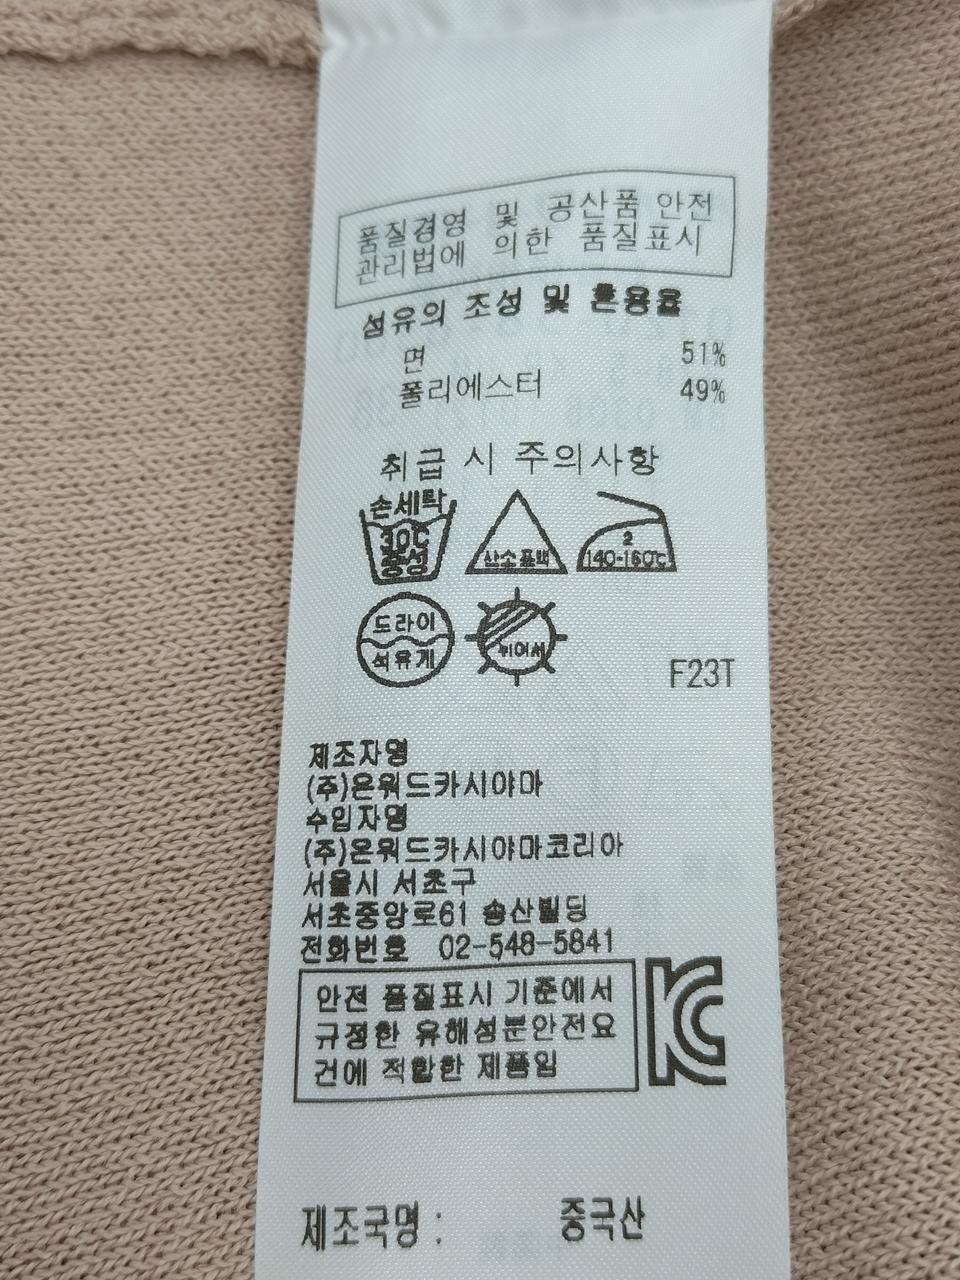 품질경영 및 공산품 안전
관리법에 의한 품질표시
섬유의 조성 및 혼용율
면 51%
폴리에스터 49%
취급 시 주의사항
손세탁
30C
중성
산소표백
2
140-160℃
드라이
석유계
뉘어서
F23T
제조자명
(주)온워드카시야마
수입자명
(주)온워드카시야마코리아
서울시 서초구
서초중앙로61 송산빌딩
전화번호 02-548-5841
안전 품질표시 기준에서
규정한 유해성분안전요
건에 적합한 제품임
KC
제조국명 : 중국산